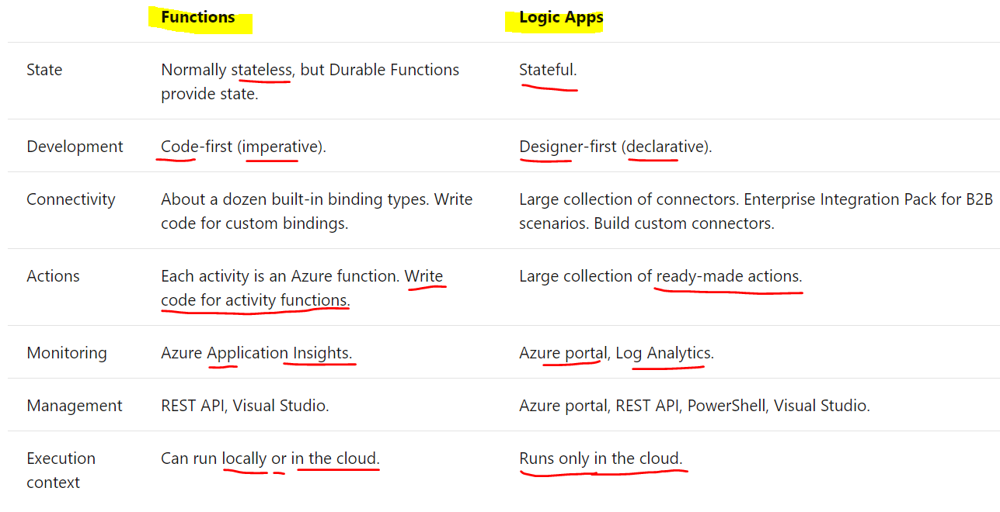 Functions Logic Apps
State Normally stateless, but Durable Functions Stateful.
provide state.
Development Code-first (imperative). Designer-first (declarative).
Connectivity About a dozen built-in binding types. Write Large collection of connectors. Enterprise Integration Pack for B2B
code for custom bindings. scenarios. Build custom connectors.
Actions Each activity is an Azure function. Write Large collection of ready-made actions.
code for activity functions.
Monitoring Azure Application Insights. Azure portal, Log Analytics.
Management REST API, Visual Studio. Azure portal, REST API, PowerShell, Visual Studio.
Execution Can run locally or in the cloud. Runs only in the cloud.
context